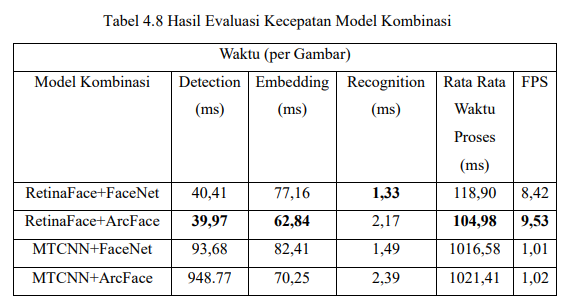 Tabel 4.8 Hasil Evaluasi Kecepatan Model Kombinasi
Waktu (per Gambar)
Model Kombinasi Detection (ms) Embedding (ms) Recognition (ms) Rata Rata Waktu Proses (ms) FPS
RetinaFace+FaceNet 40,41 77,16 1,33 118,90 8,42
RetinaFace+ArcFace 39,97 62,84 2,17 104,98 9,53
MTCNN+FaceNet 93,68 82,41 1,49 1016,58 1,01
MTCNN+ArcFace 948.77 70,25 2,39 1021,41 1,02